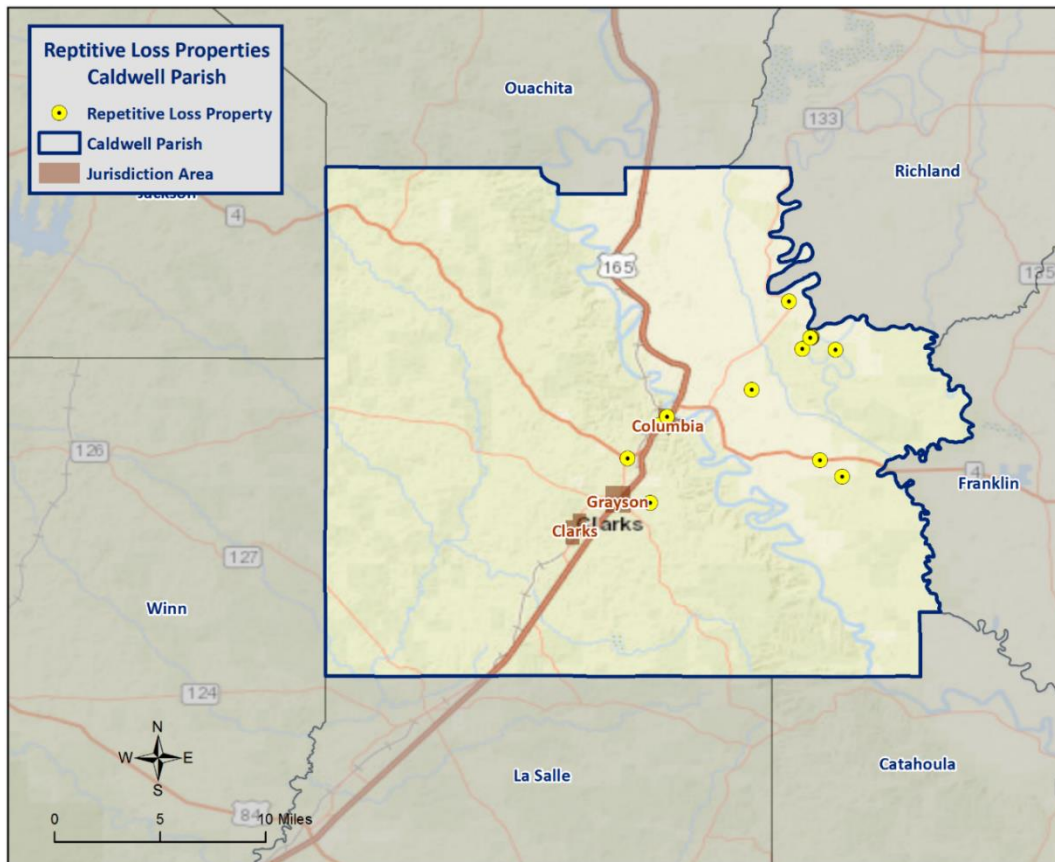 Reptitive Loss Properties
Caldwell Parish
Repetitive Loss Property
Caldwell Parish
Jurisdiction Area
Jackson
Ouachita
133
Richland
4
165
135
Columbia
126
4
Franklin
Grayson
Clarks
Clarks
127
Winn
124
N
W
E
S
La Salle
Catahoula
84
0
5
10 Miles